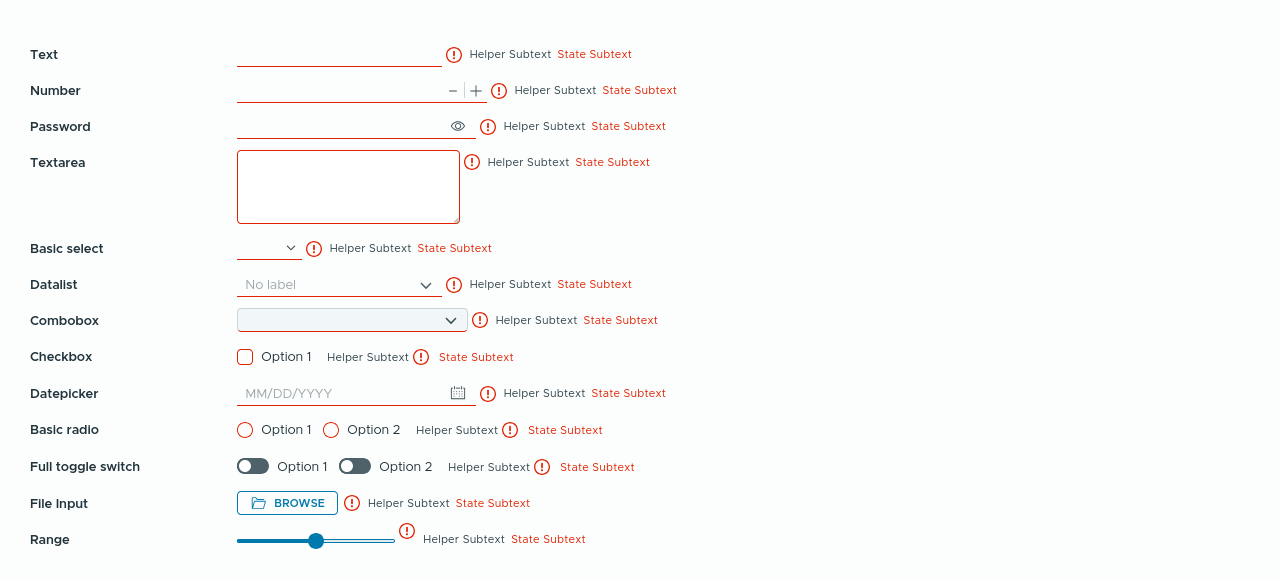 Text Helper Subtext State Subtext
Number Helper Subtext State Subtext
Password Helper Subtext State Subtext
Textarea Helper Subtext State Subtext
Basic select Helper Subtext State Subtext
Datalist No label Helper Subtext State Subtext
Combobox Helper Subtext State Subtext
Checkbox Option 1 Helper Subtext State Subtext
Datepicker MM/DD/YYYY Helper Subtext State Subtext
Basic radio Option 1 Option 2 Helper Subtext State Subtext
Full toggle switch Option 1 Option 2 Helper Subtext State Subtext
File Input BROWSE Helper Subtext State Subtext
Range Helper Subtext State Subtext